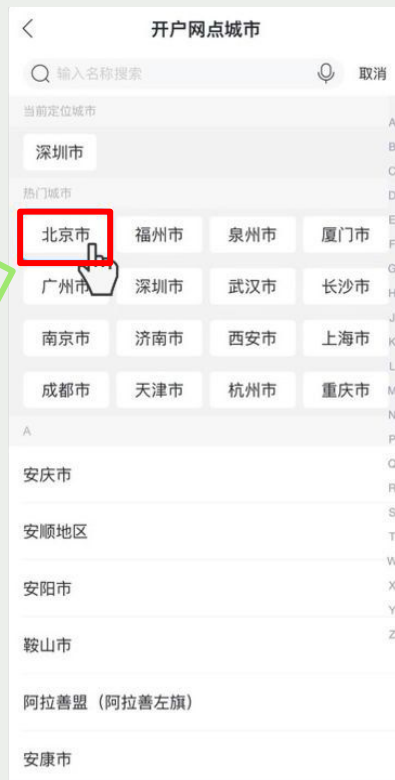 开户网点城市
输入名称搜索 取消
当前定位城市
深圳市
热门城市
北京市 福州市 泉州市 厦门市
广州市 深圳市 武汉市 长沙市
南京市 济南市 西安市 上海市
成都市 天津市 杭州市 重庆市
A
安庆市
安顺地区
安阳市
鞍山市
阿拉善盟（阿拉善左旗）
安康市
A
B
C
D
E
F
G
H
J
K
L
M
N
P
Q
R
S
T
W
X
Y
Z